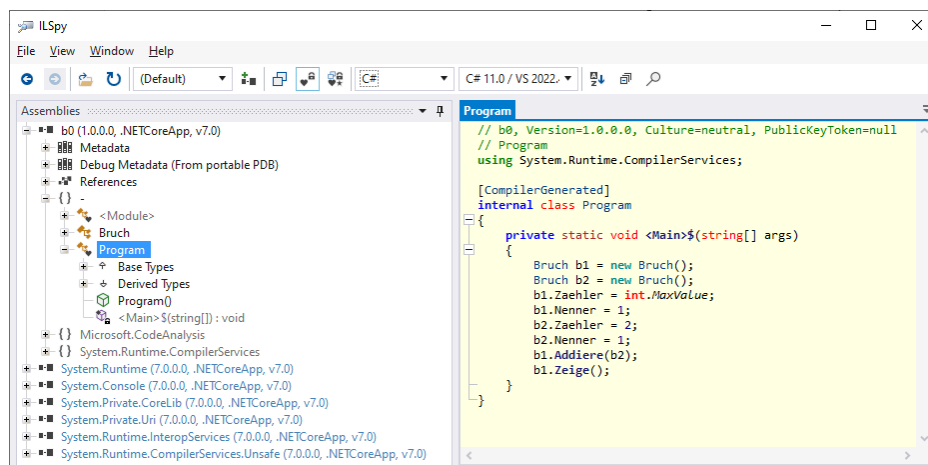 ILSpy
File View Window Help
(Default) C# C# 11.0 / VS 2022.
Assemblies
b0 (1.0.0.0, .NETCoreApp, v7.0)
Metadata
Debug Metadata (From portable PDB)
References
{ } -
<Module>
Bruch
Program
Base Types
Derived Types
Program()
<Main>$(string[]) : void
{ } Microsoft.CodeAnalysis
{ } System.Runtime.CompilerServices
System.Runtime (7.0.0.0, .NETCoreApp, v7.0)
System.Console (7.0.0.0, .NETCoreApp, v7.0)
System.Private.CoreLib (7.0.0.0, .NETCoreApp, v7.0)
System.Private.Uri (7.0.0.0, .NETCoreApp, v7.0)
System.Runtime.InteropServices (7.0.0.0, .NETCoreApp, v7.0)
System.Runtime.CompilerServices.Unsafe (7.0.0.0, .NETCoreApp, v7.0)
Program
// b0, Version=1.0.0.0, Culture=neutral, PublicKeyToken=null
// Program
using System.Runtime.CompilerServices;
[CompilerGenerated]
internal class Program
{
private static void <Main>$(string[] args)
{
Bruch b1 = new Bruch();
Bruch b2 = new Bruch();
b1.Zaehler = int.MaxValue;
b1.Nenner = 1;
b2.Zaehler = 2;
b2.Nenner = 1;
b1.Addiere(b2);
b1.Zeige();
}
}